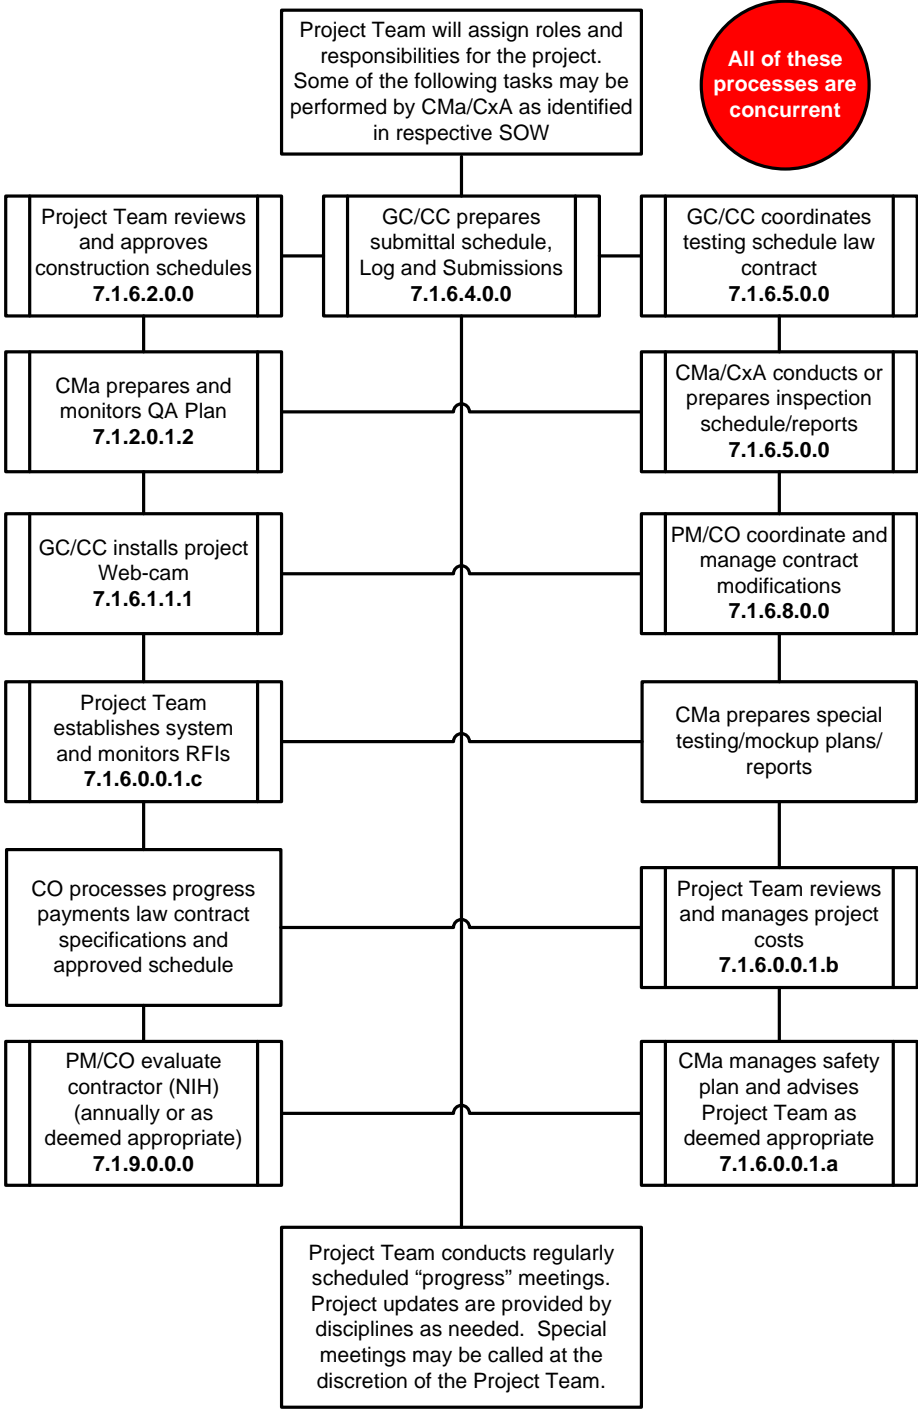 Project Team will assign roles and
responsibilities for the project.
Some of the following tasks may be
performed by CMa/CxA as identified
in respective SOW
All of these
processes are
concurrent
Project Team reviews
and approves
construction schedules
7.1.6.2.0.0
GC/CC prepares
submittal schedule,
Log and Submissions
7.1.6.4.0.0
GC/CC coordinates
testing schedule law
contract
7.1.6.5.0.0
CMa prepares and
monitors QA Plan
7.1.2.0.1.2
CMa/CxA conducts or
prepares inspection
schedule/reports
7.1.6.5.0.0
GC/CC installs project
Web-cam
7.1.6.1.1.1
PM/CO coordinate and
manage contract
modifications
7.1.6.8.0.0
Project Team
establishes system
and monitors RFIs
7.1.6.0.0.1.c
CMa prepares special
testing/mockup plans/
reports
CO processes progress
payments law contract
specifications and
approved schedule
Project Team reviews
and manages project
costs
7.1.6.0.0.1.b
PM/CO evaluate
contractor (NIH)
(annually or as
deemed appropriate)
7.1.9.0.0.0
CMa manages safety
plan and advises
Project Team as
deemed appropriate
7.1.6.0.0.1.a
Project Team conducts regularly
scheduled “progress” meetings.
Project updates are provided by
disciplines as needed.  Special
meetings may be called at the
discretion of the Project Team.